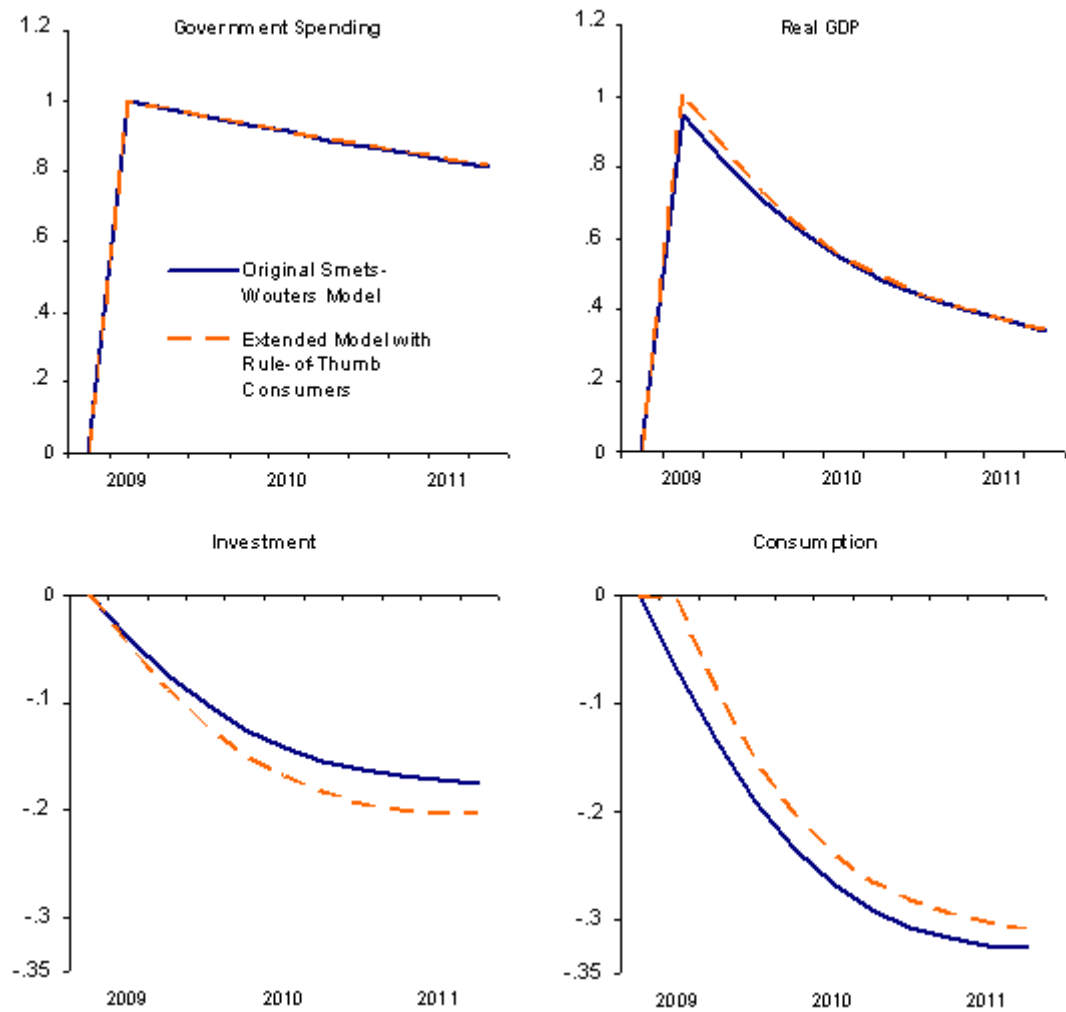 Government Spending
1.2
1
.8
.6
.4
.2
0
Original Smets-
Wouters Model
Extended Model with
Rule-of-Thumb
Consumers
2009 2010 2011
Real GDP
1.2
1
.8
.6
.4
.2
0
2009 2010 2011
Investment
0
-.1
-.2
-.3
-.35
2009 2010 2011
Consumption
0
-.1
-.2
-.3
-.35
2009 2010 2011